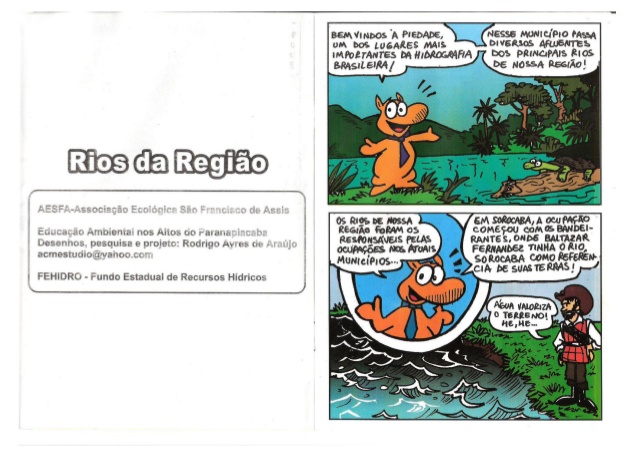 Rios da Região
AESFA-Associação Ecológica São Francisco de Assis
Educação Ambiental nos Altos do Paranapiacaba
Desenhos, pesquisa e projeto: Rodrigo Ayres de Araújo
acmestudio@yahoo.com
FEHIDRO - Fundo Estadual de Recursos Hídricos
BEM VINDOS À PIEDADE,
UM DOS LUGARES MAIS
IMPORTANTES DA HIDROGRAFIA
BRASILEIRA!
NESSE MUNICÍPIO PASSA
DIVERSOS AFLUENTES
DOS PRINCIPAIS RIOS
DE NOSSA REGIÃO!
OS RIOS DE NOSSA
REGIÃO FORAM OS
RESPONSÁVEIS PELAS
OCUPAÇÕES NOS ATUAIS
MUNICÍPIOS...
EM SOROCABA, A OCUPAÇÃO
COMEÇOU COM OS BANDEI-
RANTES, ONDE BALTAZAR
FERNANDEZ TINHA O RIO
SOROCABA COMO REFEREN-
CIA DE SUAS TERRAS!
ÁGUA VALORIZA
O TERRENO!
HE, HE...